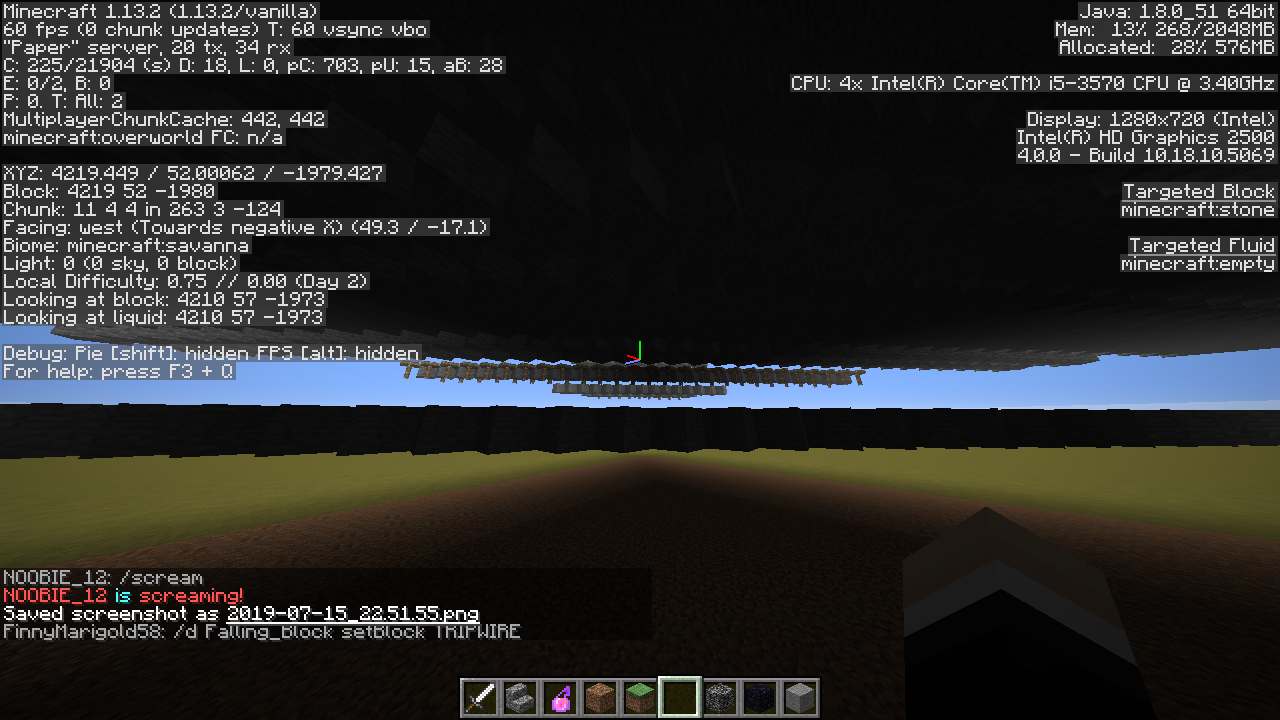 Minecraft 1.13.2 (1.13.2/vanilla)
60 fps (0 chunk updates) T: 60 vsync vbo
"Paper" server, 20 tx, 34 rx
C: 225/21904 (s) D: 18, L: 0, pC: 703, pU: 15, aB: 28
E: 0/2, B: 0
P: 0. T: All: 2
MultiplayerChunkCache: 442, 442
minecraft:overworld FC: n/a
XYZ: 4219.449 / 52.00062 / -1979.427
Block: 4219 52 -1980
Chunk: 11 4 4 in 263 3 -124
Facing: west (Towards negative X) (49.3 / -17.1)
Biome: minecraft:savanna
Light: 0 (0 sky, 0 block)
Local Difficulty: 0.75 // 0.00 (Day 2)
Looking at block: 4210 57 -1973
Looking at liquid: 4210 57 -1973
Debug: Pie [shift]: hidden FPS [alt]: hidden
For help: press F3 + Q
Java: 1.8.0_51 64bit
Mem: 13% 268/2048MB
Allocated: 28% 576MB
CPU: 4x Intel(R) Core(TM) i5-3570 CPU @ 3.40GHz
Display: 1280x720 (Intel)
Intel(R) HD Graphics 2500
4.0.0 - Build 10.18.10.5069
Targeted Block
minecraft:stone
Targeted Fluid
minecraft:empty
NOOBIE_12: /scream
NOOBIE_12 is screaming!
Saved screenshot as 2019-07-15_22.51.55.png
FinnyMarigold58: /d Falling_Block setBlock TRIPWIRE